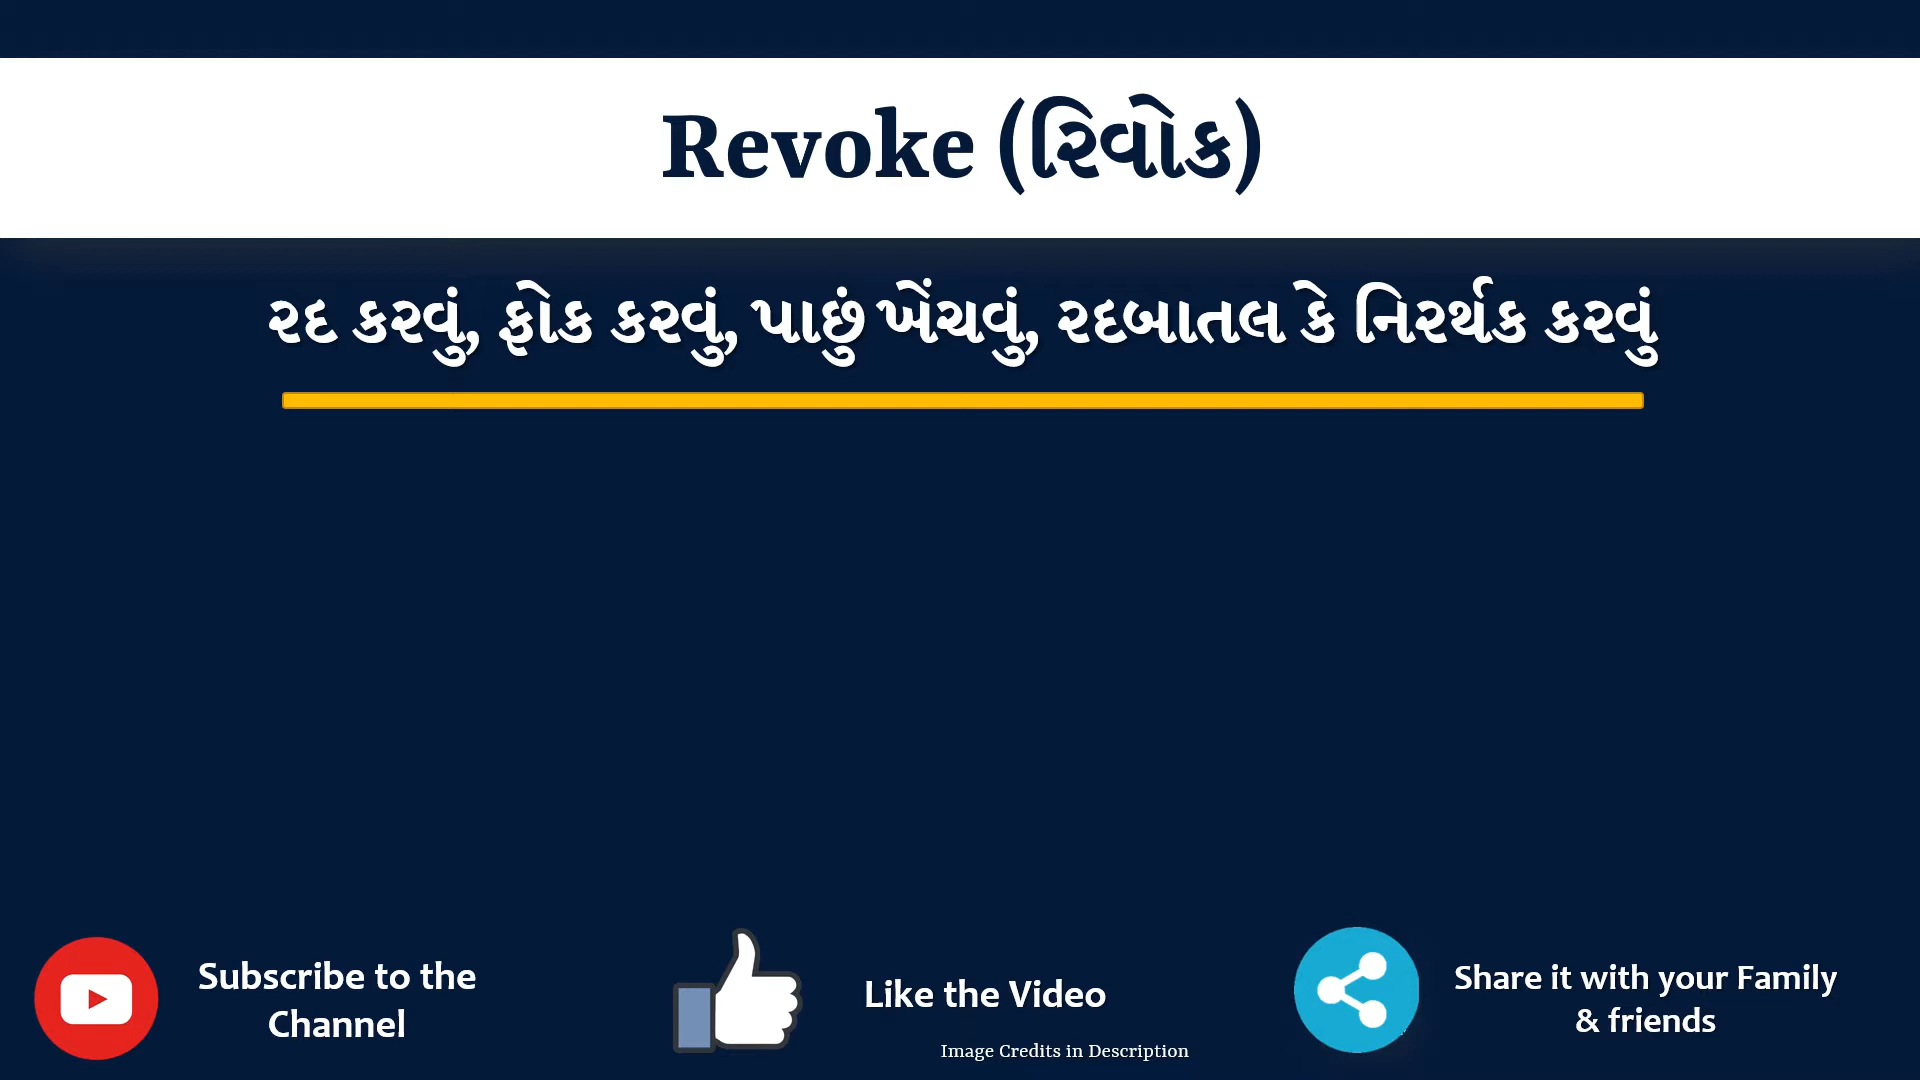 Revoke (રિવોક)
રદ કરવું, ફોક કરવું, પાછું ખેંચવું, રદબાતલ કે નિરર્થક કરવું
Subscribe to the
Channel
Like the Video
Share it with your Family
& friends
Image Credits in Description